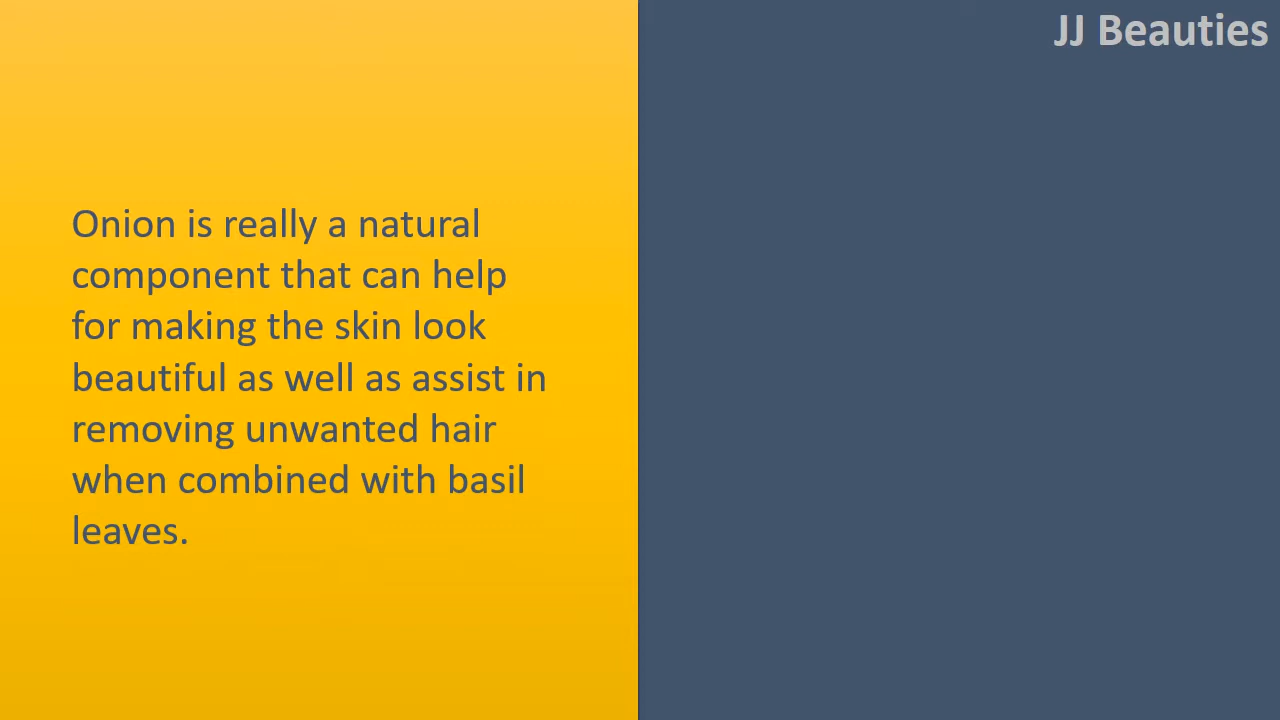 JJ Beauties
Onion is really a natural
component that can help
for making the skin look
beautiful as well as assist in
removing unwanted hair
when combined with basil
leaves.